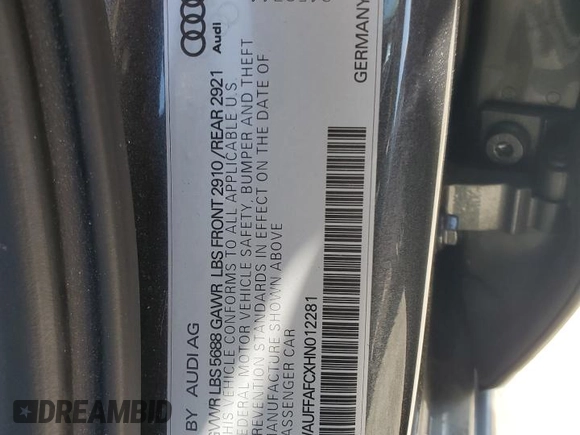 Audi
BY AUDI AG
GVWR LBS 5688 GAWR LBS FRONT 2910 /REAR 2921
VEHICLE CONFORMS TO ALL APPLICABLE U.S.
FEDERAL MOTOR VEHICLE SAFETY, BUMPER AND THEFT
PREVENTION STANDARDS IN EFFECT ON THE DATE OF
MANUFACTURE SHOWN ABOVE
PASSENGER CAR
WAUFFAFCXHN012281
GERMANY
DREAMBID